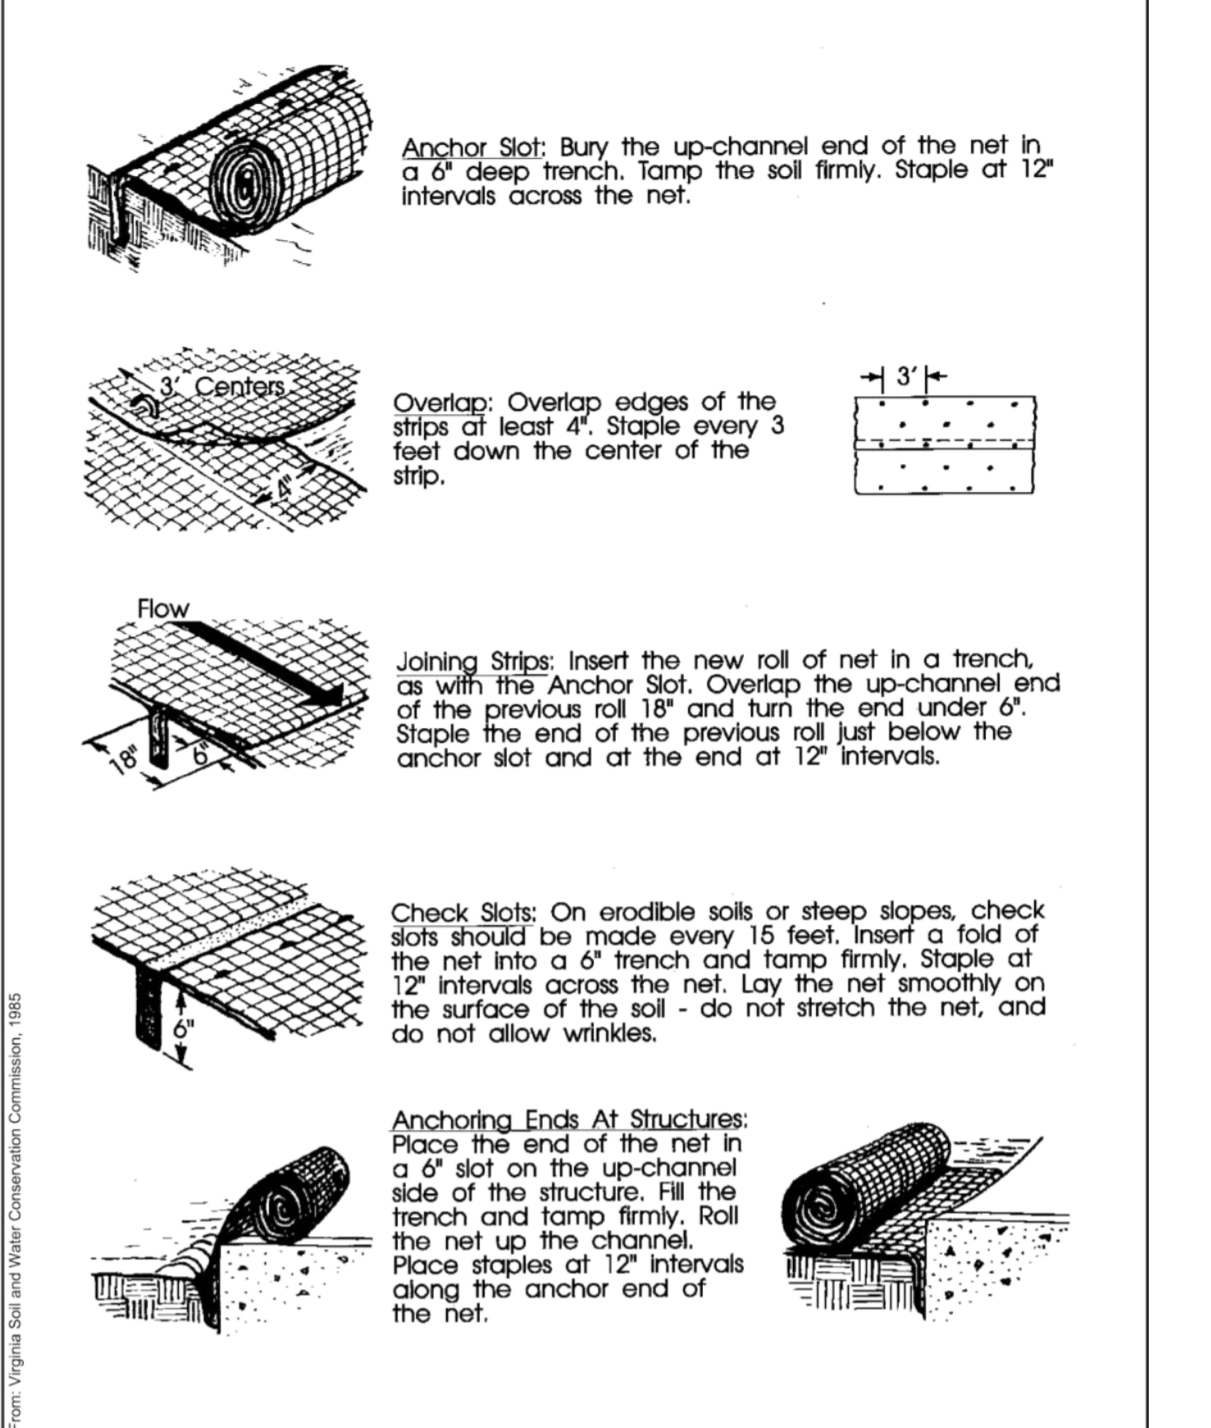 Anchor Slot: Bury the up-channel end of the net in
a 6" deep trench. Tamp the soil firmly. Staple at 12"
intervals across the net.
3' Centers
4"
Overlap: Overlap edges of the
strips at least 4". Staple every 3
feet down the center of the
strip.
3'
Flow
18"
6"
Joining Strips: Insert the new roll of net in a trench,
as with the Anchor Slot. Overlap the up-channel end
of the previous roll 18" and turn the end under 6".
Staple the end of the previous roll just below the
anchor slot and at the end at 12" intervals.
6"
Check Slots: On erodible soils or steep slopes, check
slots should be made every 15 feet. Insert a fold of
the net into a 6" trench and tamp firmly. Staple at
12" intervals across the net. Lay the net smoothly on
the surface of the soil - do not stretch the net, and
do not allow wrinkles.
Anchoring Ends At Structures:
Place the end of the net in
a 6" slot on the up-channel
side of the structure. Fill the
trench and tamp firmly. Roll
the net up the channel.
Place staples at 12" intervals
along the anchor end of
the net.
From: Virginia Soil and Water Conservation Commission, 1985